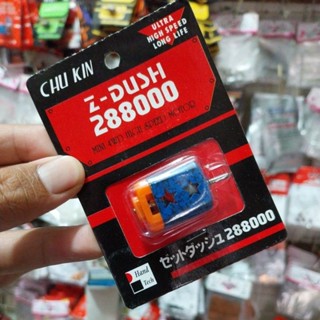 CHU KIN
ULTRA
HIGH SPEED
LONG LIFE
Z-DUSH
288000
Hand
Tech
ゼットダッシュ288000